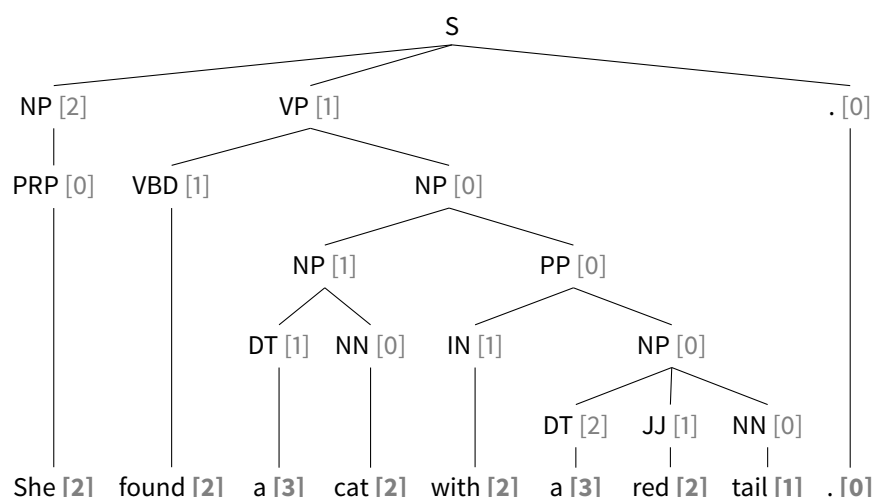 S
NP [2] VP [1] . [0]
PRP [0] VBD [1] NP [0]
NP [1] PP [0]
DT [1] NN [0] IN [1] NP [0]
DT [2] JJ [1] NN [0]
She [2] found [2] a [3] cat [2] with [2] a [3] red [2] tail [1] . [0]